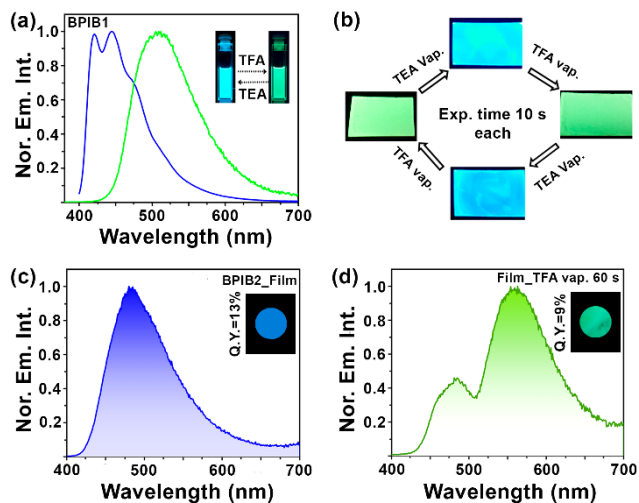 (a)
BPIB1
Nor. Em. Int.
1.0
0.8
0.6
0.4
0.2
TFA
TEA
400 500 600 700
Wavelength (nm)
(b)
TEA Vap.
TFA vap.
Exp. time 10 s
each
TFA vap.
TEA Vap.
(c)
BPIB2_Film
Q.Y.=13%
Nor. Em. Int.
1.0
0.8
0.6
0.4
0.2
400 500 600 700
Wavelength (nm)
(d)
Film_TFA vap. 60 s
Q.Y.=9%
Nor. Em. Int.
1.0
0.8
0.6
0.4
0.2
400 500 600 700
Wavelength (nm)